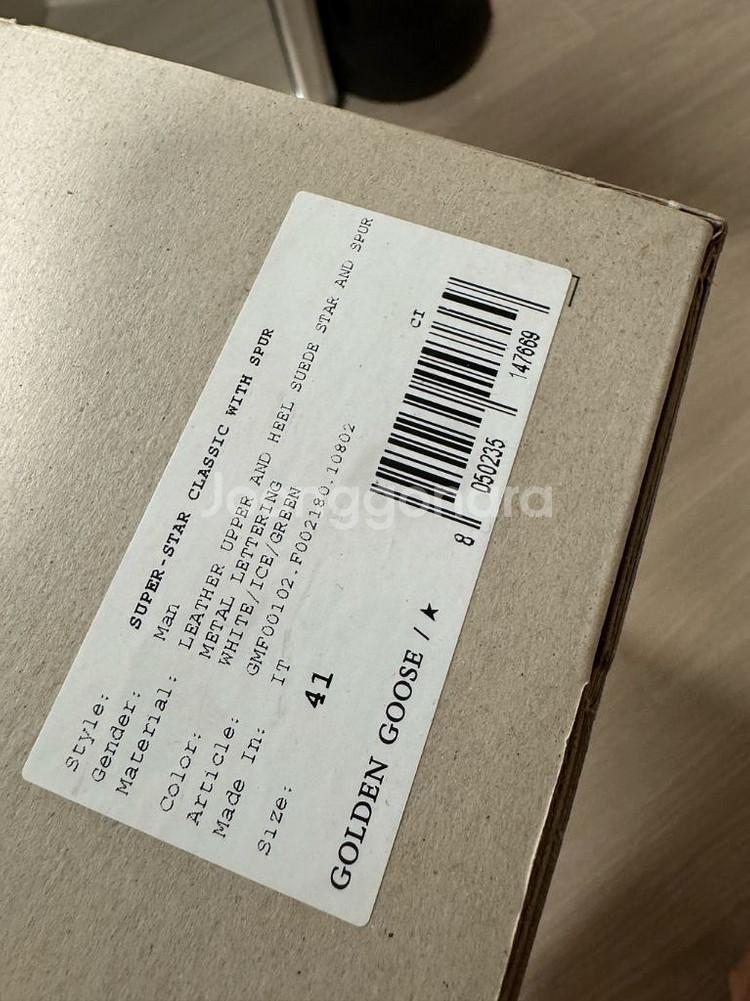 Style: SUPER-STAR CLASSIC WITH SPUR
Gender: Man
Material: LEATHER UPPER AND HEEL SUEDE STAR AND SPUR
METAL LETTERING
Color: WHITE/ICE/GREEN
Article: GMF00102.F002180.10802
Made In: IT
Size: 41
GOLDEN GOOSE / ★
CI
8 050235 147669
Joonggonara